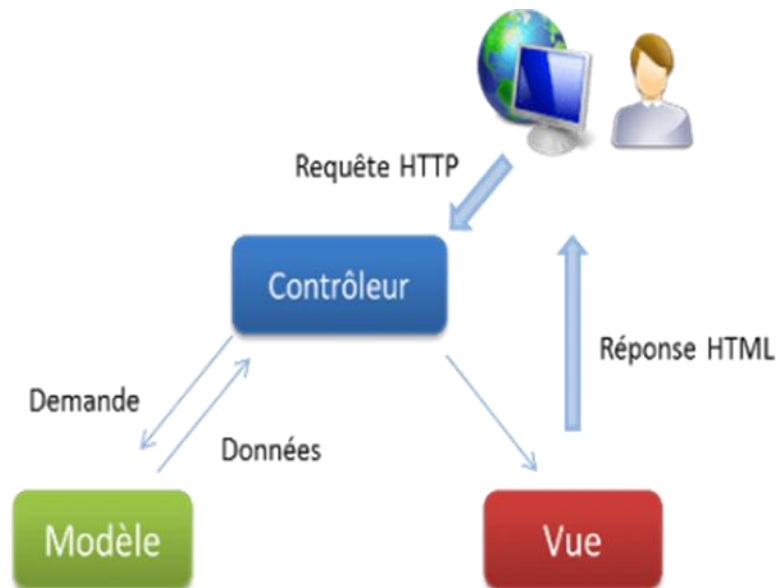 Requête HTTP
Contrôleur
Réponse HTML
Demande
Données
Modèle
Vue